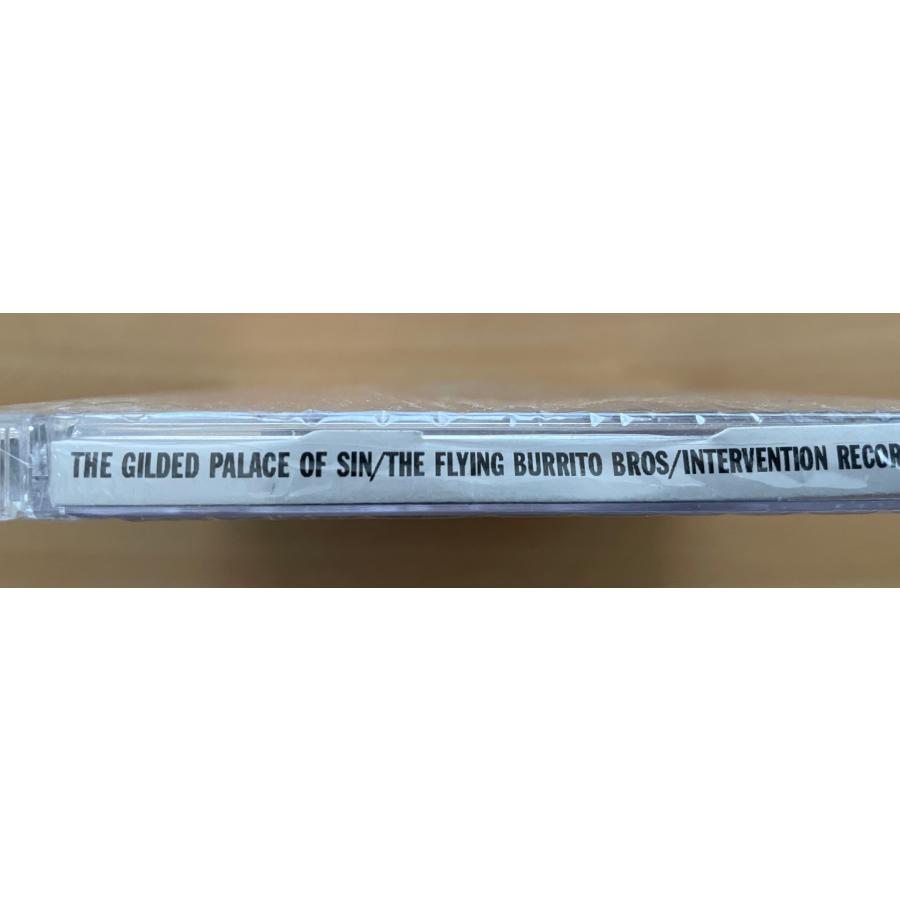 THE GILDED PALACE OF SIN/THE FLYING BURRITO BROS/INTERVENTION RECOR